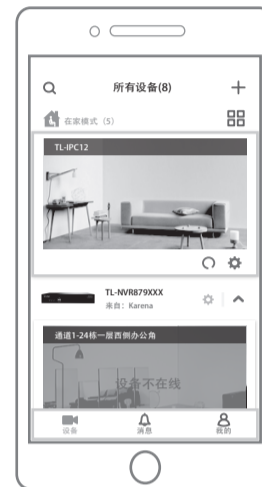 所有设备(8)
在家模式（5）
TL-IPC12
TL-NVR879XXX
来自：Karena
通道1-24栋一层西侧办公角
设备不在线
设备 消息 我的